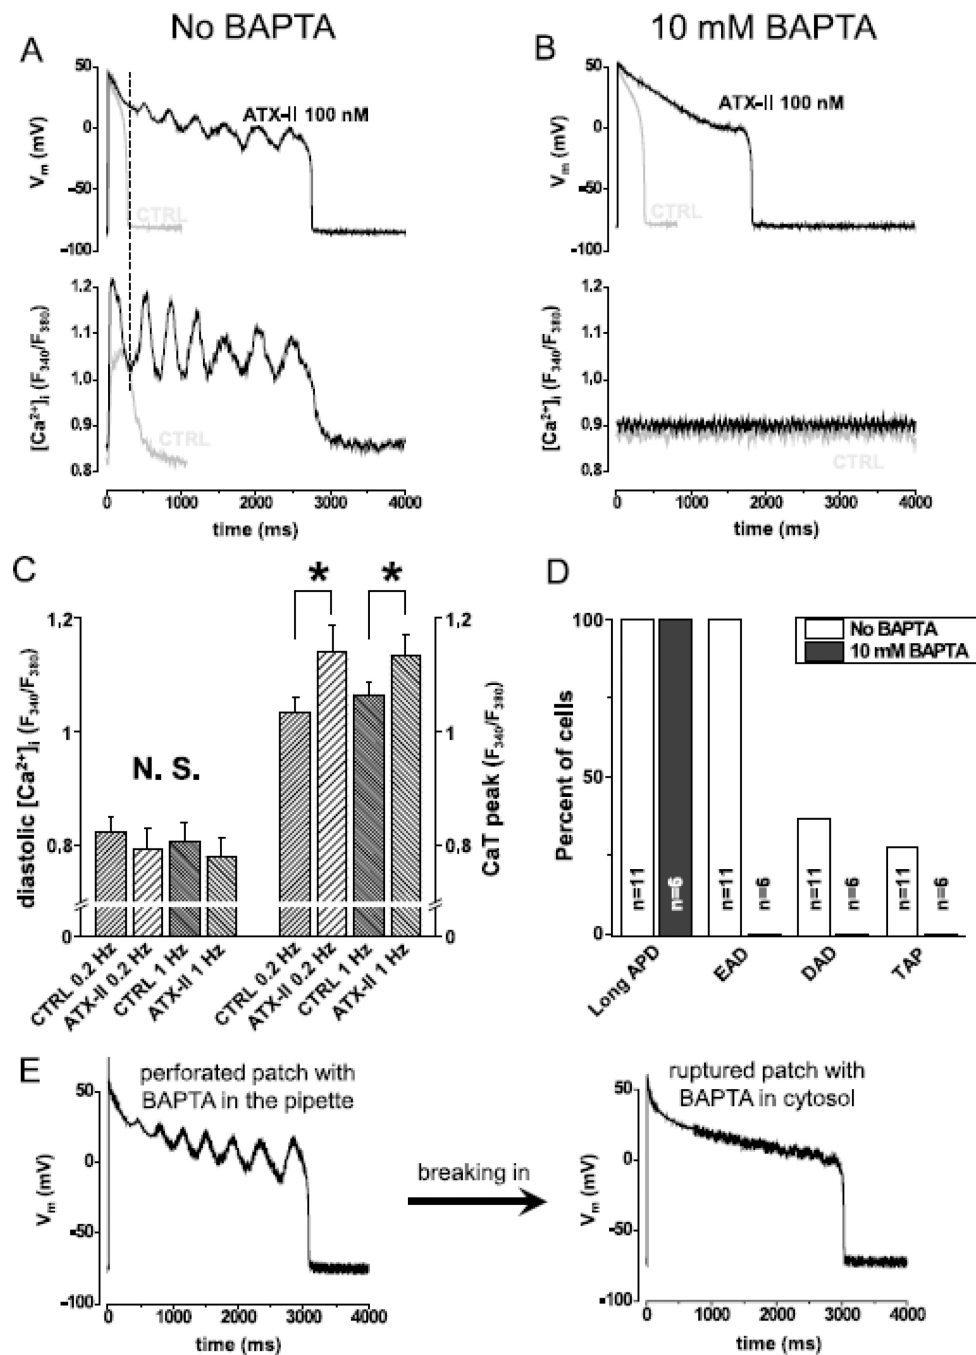 No BAPTA
10 mM BAPTA
A
B
50
0
-50
-100
Vm (mV)
ATX-II 100 nM
CTRL
50
0
-50
-100
Vm (mV)
ATX-II 100 nM
CTRL
1.2
1.1
1.0
0.9
0.8
[Ca²⁺]i (F340/F380)
CTRL
0 1000 2000 3000 4000
time (ms)
1.2
1.1
1.0
0.9
0.8
[Ca²⁺]i (F340/F380)
CTRL
0 1000 2000 3000 4000
time (ms)
C
* *
1,2
1
0,8
0
diastolic [Ca²⁺]i (F340/F380)
N. S.
1,2
1
0,8
0
CaT peak (F340/F380)
CTRL 0.2 Hz
ATX-II 0.2 Hz
CTRL 1 Hz
ATX-II 1 Hz
CTRL 0.2 Hz
ATX-II 0.2 Hz
CTRL 1 Hz
ATX-II 1 Hz
D
100
50
0
Percent of cells
No BAPTA
10 mM BAPTA
n=11 n=6 n=11 n=6 n=11 n=6 n=11 n=6
Long APD
EAD
DAD
TAP
E
perforated patch with
BAPTA in the pipette
50
0
-50
-100
Vm (mV)
0 1000 2000 3000 4000
time (ms)
breaking in
ruptured patch with
BAPTA in cytosol
50
0
-50
-100
Vm (mV)
0 1000 2000 3000 4000
time (ms)